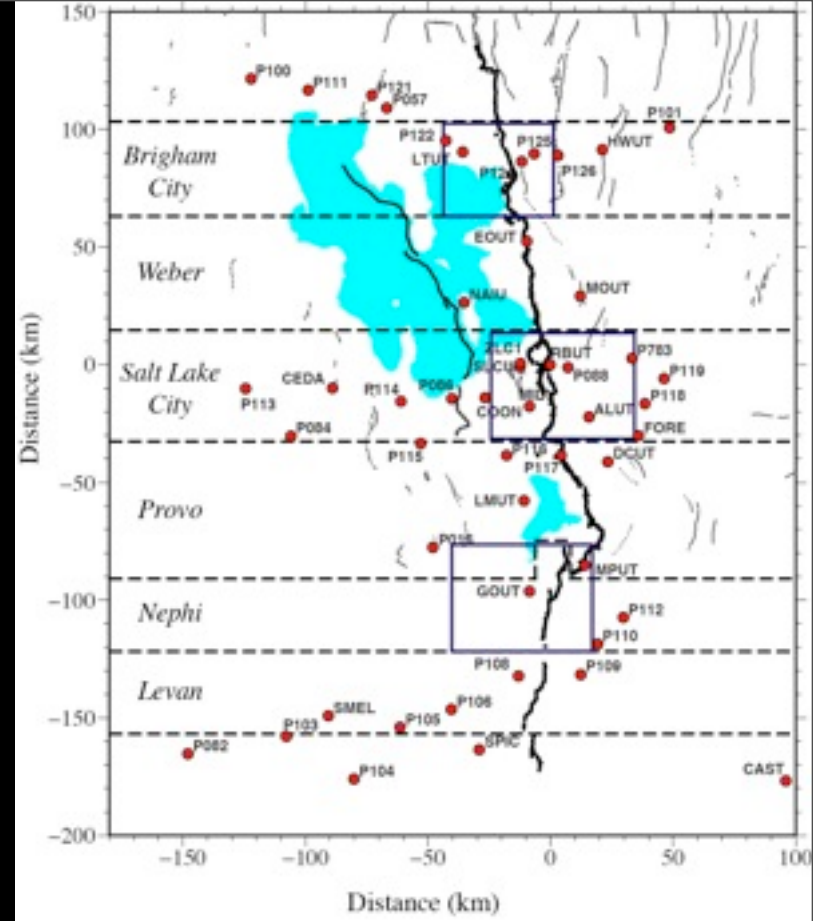 150
P100
P111
P121
P057
P101
100
P122
P125
HWUT
Brigham
City
LTUT
P126
50
EOUT
Weber
MOUT
NAIU
0
ZLC1
RBUT
P783
Salt Lake
City
CEDA
P114
P086
P088
P119
P113
COON
ALUT
P118
P084
FORE
P115
P116
DCUT
P117
−50
LMUT
Provo
P016
MPUT
−100
GOUT
Nephi
P112
P110
P108
P109
Levan
SMEL
P106
−150
P103
P105
P082
SPIC
P104
CAST
−200
−150
−100
−50
0
50
100
Distance (km)
Distance (km)